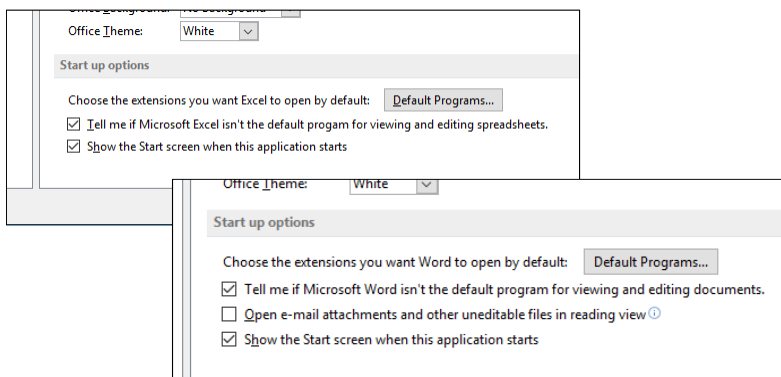 Office Theme: White
Start up options
Choose the extensions you want Excel to open by default: Default Programs...
Tell me if Microsoft Excel isn't the default progam for viewing and editing spreadsheets.
Show the Start screen when this application starts
Office Theme: White
Start up options
Choose the extensions you want Word to open by default: Default Programs...
Tell me if Microsoft Word isn't the default program for viewing and editing documents.
Open e-mail attachments and other uneditable files in reading view
Show the Start screen when this application starts